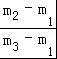 m₂ − m₁
m₃ − m₁